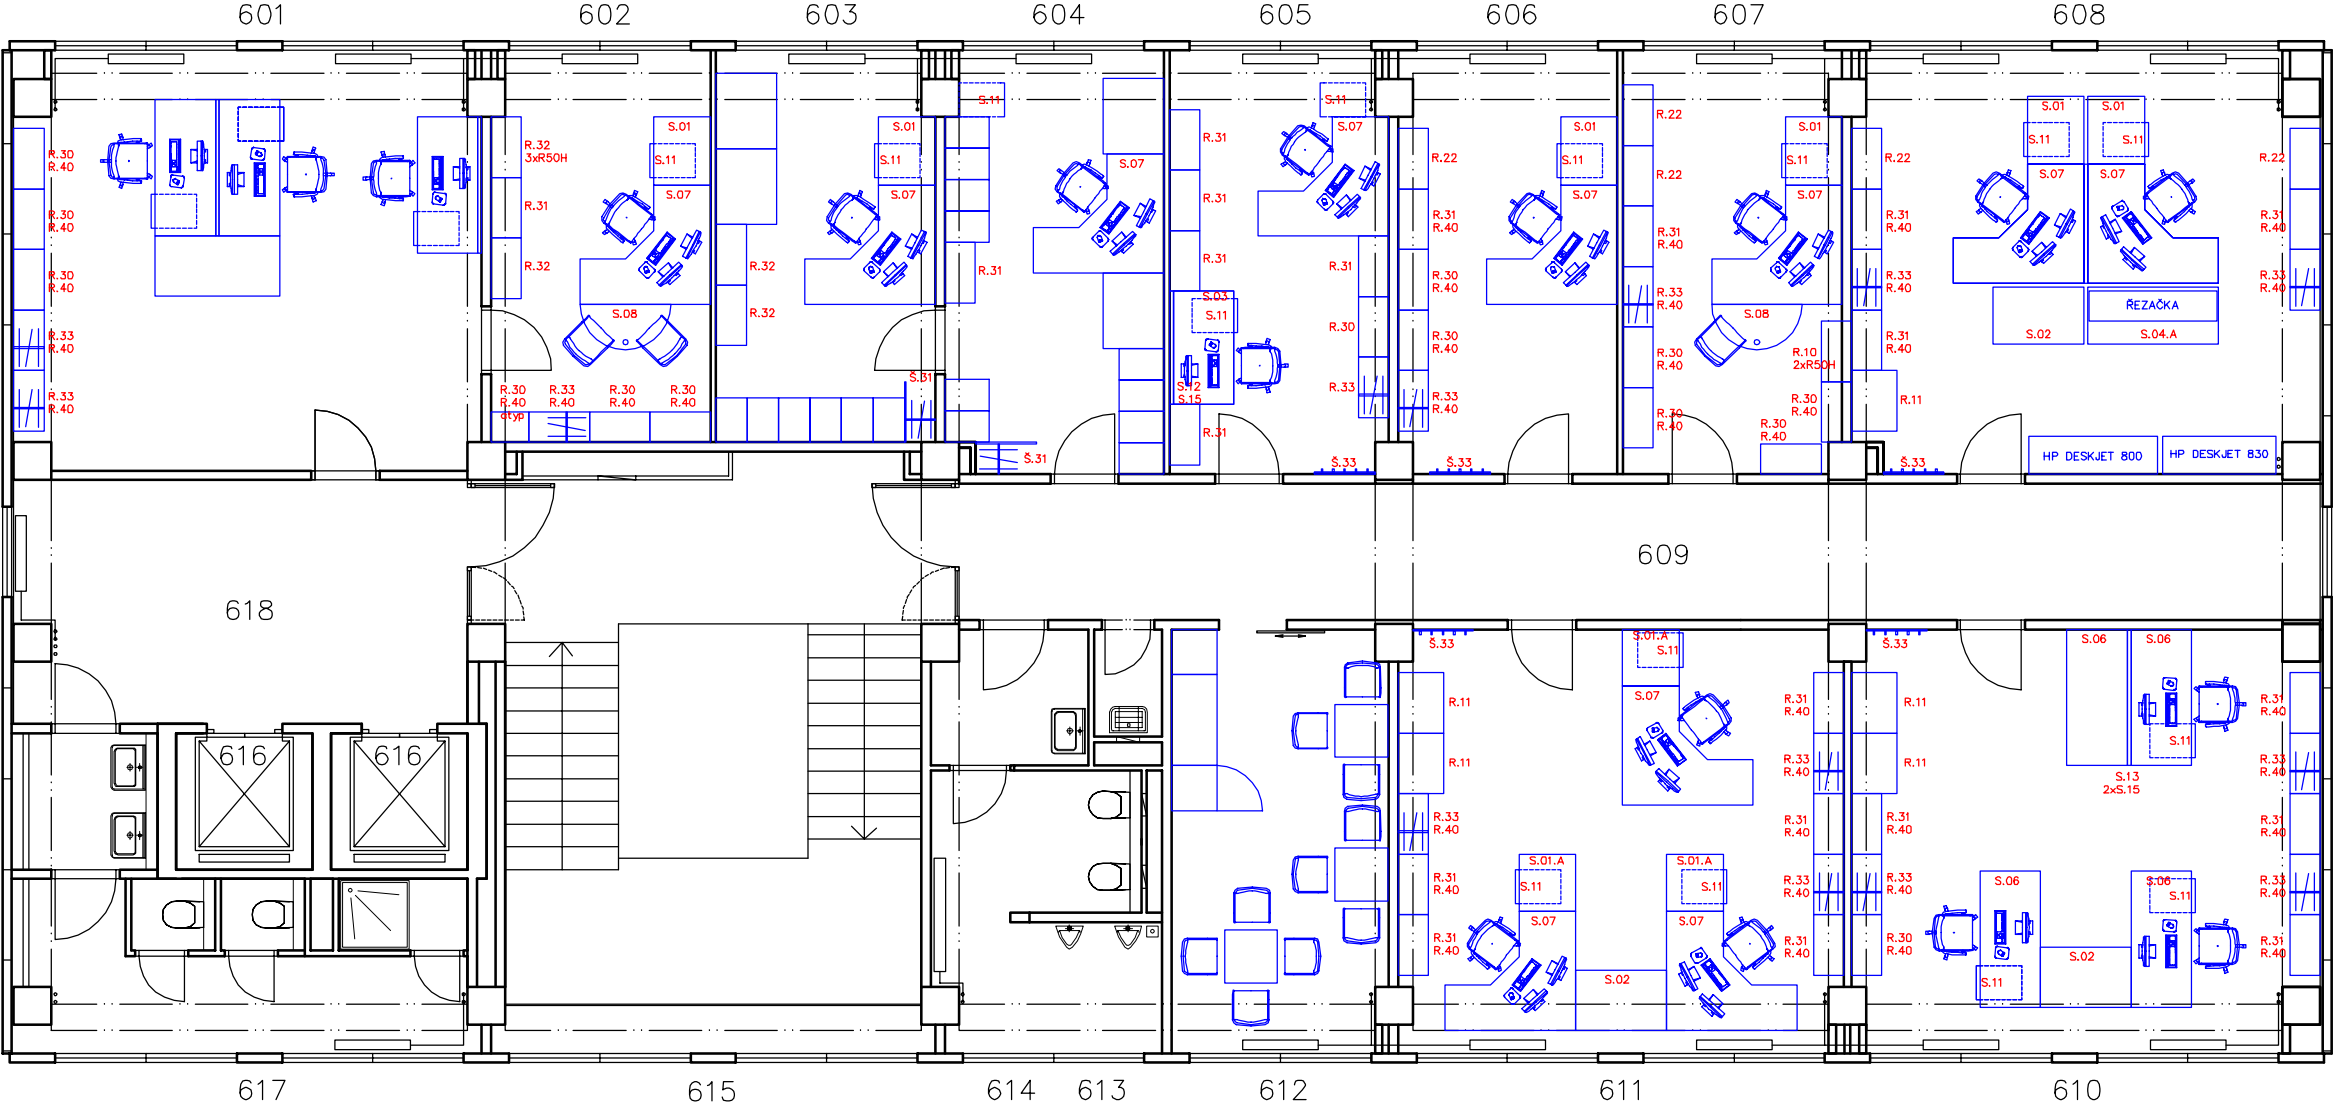 601 602 603 604 605 606 607 608
R.30
R.40
R.30
R.40
R.30
R.40
R.33
R.40
R.33
R.40
R.32
3xR50H
R.31
R.32
S.01
S.11
S.07
S.08
R.30
R.40
atyp
R.33
R.40
R.30
R.40
R.30
R.40
R.32
R.32
S.01
S.11
S.07
Š.31
S.11
S.07
R.31
Š.31
R.31
R.31
R.31
S.11
S.07
S.03
S.11
S.12
S.15
R.31
R.31
R.30
R.33
Š.33
R.22
R.31
R.40
R.30
R.40
R.30
R.40
R.33
R.40
Š.33
S.01
S.11
S.07
R.22
R.22
R.31
R.40
R.33
R.40
R.30
R.40
R.30
R.40
S.01
S.11
S.07
S.08
R.10
2xR50H
R.30
R.40
R.30
R.40
R.22
R.31
R.40
R.33
R.40
R.31
R.40
R.11
Š.33
S.01
S.11
S.07
S.01
S.11
S.07
S.02
ŘEZAČKA
S.04.A
R.22
R.31
R.40
R.33
R.40
HP DESKJET 800
HP DESKJET 830
609
618
616
616
Š.33
R.11
R.11
R.33
R.40
R.31
R.40
R.31
R.40
S.01.A
S.11
S.07
R.31
R.40
R.33
R.40
R.31
R.40
R.33
R.40
R.31
R.40
S.01.A
S.11
S.07
S.02
S.01.A
S.11
S.07
Š.33
R.11
R.11
R.31
R.40
R.33
R.40
R.30
R.40
S.06
S.06
S.11
S.13
2xS.15
R.31
R.40
R.33
R.40
R.31
R.40
R.33
R.40
R.31
R.40
S.06
S.11
S.02
S.06
S.11
617 615 614 613 612 611 610